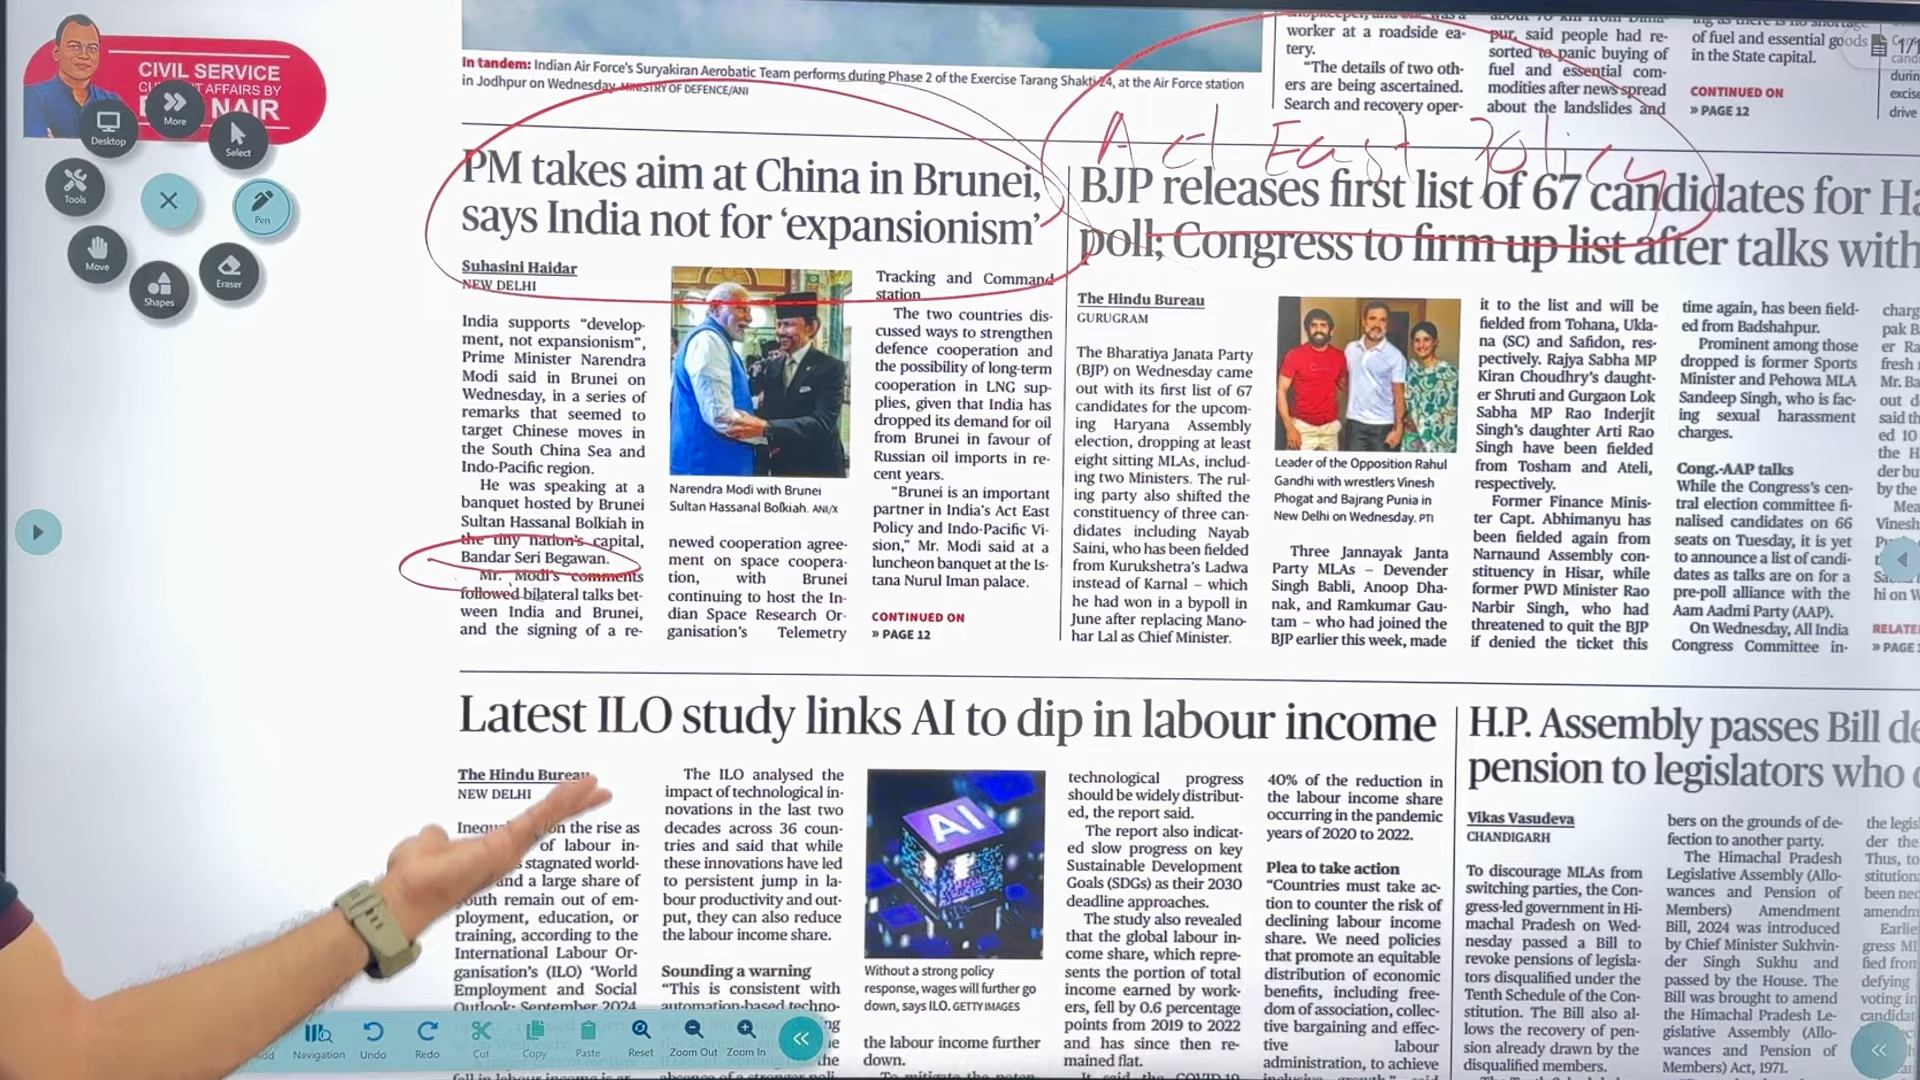 CIVIL SERVICE
AFFAIRS BY
NAIR
More
Desktop
Select
Tools
Pen
Move
Eraser
Shapes
In tandem: Indian Air Force's Suryakiran Aerobatic Team performs during Phase 2 of the Exercise Tarang Shakti-24, at the Air Force station
in Jodhpur on Wednesday. MINISTRY OF DEFENCE/ANI
worker at a roadside ea-
tery.
"The details of two oth-
ers are being ascertained.
Search and recovery oper-
pur, said people had re-
sorted to panic buying of
fuel and essential com-
modities after news spread
about the landslides and
of fuel and essential goods
in the State capital.
CONTINUED ON
» PAGE 12
Act East Policy
PM takes aim at China in Brunei,
says India not for 'expansionism'
Suhasini Haidar
NEW DELHI
India supports "develop-
ment, not expansionism",
Prime Minister Narendra
Modi said in Brunei on
Wednesday, in a series of
remarks that seemed to
target Chinese moves in
the South China Sea and
Indo-Pacific region.
He was speaking at a
banquet hosted by Brunei
Sultan Hassanal Bolkiah in
the tiny nation's capital,
Bandar Seri Begawan.
Mr. Modi's comments
followed bilateral talks bet-
ween India and Brunei,
and the signing of a re-
Narendra Modi with Brunei
Sultan Hassanal Bolkiah. ANI/X
newed cooperation agree-
ment on space coopera-
tion, with Brunei
continuing to host the In-
dian Space Research Or-
ganisation's Telemetry
Tracking and Command
station.
The two countries dis-
cussed ways to strengthen
defence cooperation and
the possibility of long-term
cooperation in LNG sup-
plies, given that India has
dropped its demand for oil
from Brunei in favour of
Russian oil imports in re-
cent years.
"Brunei is an important
partner in India's Act East
Policy and Indo-Pacific Vi-
sion," Mr. Modi said at a
luncheon banquet at the Is-
tana Nurul Iman palace.
CONTINUED ON
» PAGE 12
BJP releases first list of 67 candidates for Ha
poll; Congress to firm up list after talks with
The Hindu Bureau
GURUGRAM
The Bharatiya Janata Party
(BJP) on Wednesday came
out with its first list of 67
candidates for the upcom-
ing Haryana Assembly
election, dropping at least
eight sitting MLAs, includ-
ing two Ministers. The rul-
ing party also shifted the
constituency of three can-
didates including Nayab
Saini, who has been fielded
from Kurukshetra's Ladwa
instead of Karnal – which
he had won in a bypoll in
June after replacing Mano-
har Lal as Chief Minister.
Leader of the Opposition Rahul
Gandhi with wrestlers Vinesh
Phogat and Bajrang Punia in
New Delhi on Wednesday. PTI
Three Jannayak Janta
Party MLAs – Devender
Singh Babli, Anoop Dha-
nak, and Ramkumar Gau-
tam – who had joined the
BJP earlier this week, made
it to the list and will be
fielded from Tohana, Ukla-
na (SC) and Safidon, res-
pectively. Rajya Sabha MP
Kiran Choudhry's daught-
er Shruti and Gurgaon Lok
Sabha MP Rao Inderjit
Singh's daughter Arti Rao
Singh have been fielded
from Tosham and Ateli,
respectively.
Former Finance Minis-
ter Capt. Abhimanyu has
been fielded again from
Narnaund Assembly con-
stituency in Hisar, while
former PWD Minister Rao
Narbir Singh, who had
threatened to quit the BJP
if denied the ticket this
time again, has been field-
ed from Badshahpur.
Prominent among those
dropped is former Sports
Minister and Pehowa MLA
Sandeep Singh, who is fac-
ing sexual harassment
charges.
Cong.-AAP talks
While the Congress's cen-
tral election committee fi-
nalised candidates on 66
seats on Tuesday, it is yet
to announce a list of candi-
dates as talks are on for a
pre-poll alliance with the
Aam Aadmi Party (AAP).
On Wednesday, All India
Congress Committee in-
Latest ILO study links AI to dip in labour income
The Hindu Bureau
NEW DELHI
on the rise as
of labour in-
stagnated world-
and a large share of
youth remain out of em-
ployment, education, or
training, according to the
International Labour Or-
ganisation's (ILO) 'World
Employment and Social
Outlook: September 2024
The ILO analysed the
impact of technological in-
novations in the last two
decades across 36 coun-
tries and said that while
these innovations have led
to persistent jump in la-
bour productivity and out-
put, they can also reduce
the labour income share.
Sounding a warning
"This is consistent with
automation-based techno-
AI
Without a strong policy
response, wages will further go
down, says ILO. GETTY IMAGES
the labour income further
down.
technological progress
should be widely distribut-
ed, the report said.
The report also indicat-
ed slow progress on key
Sustainable Development
Goals (SDGs) as their 2030
deadline approaches.
The study also revealed
that the global labour in-
come share, which repre-
sents the portion of total
income earned by work-
ers, fell by 0.6 percentage
points from 2019 to 2022
and has since then re-
mained flat.
40% of the reduction in
the labour income share
occurring in the pandemic
years of 2020 to 2022.
Plea to take action
"Countries must take ac-
tion to counter the risk of
declining labour income
share. We need policies
that promote an equitable
distribution of economic
benefits, including free-
dom of association, collec-
tive bargaining and effec-
tive labour
administration, to achieve
H.P. Assembly passes Bill de
pension to legislators who
Vikas Vasudeva
CHANDIGARH
To discourage MLAs from
switching parties, the Con-
gress-led government in Hi-
machal Pradesh on Wed-
nesday passed a Bill to
revoke pensions of legisla-
tors disqualified under the
Tenth Schedule of the Con-
stitution. The Bill also al-
lows the recovery of pen-
sion already drawn by the
disqualified members.
bers on the grounds of de-
fection to another party.
The Himachal Pradesh
Legislative Assembly (Allo-
wances and Pension of
Members) Amendment
Bill, 2024 was introduced
by Chief Minister Sukhvin-
der Singh Sukhu and
passed by the House. The
Bill was brought to amend
the Himachal Pradesh Le-
gislative Assembly (Allo-
wances and Pension of
Members) Act, 1971.
Navigation
Undo
Redo
Cut
Copy
Paste
Reset
Zoom Out
Zoom In